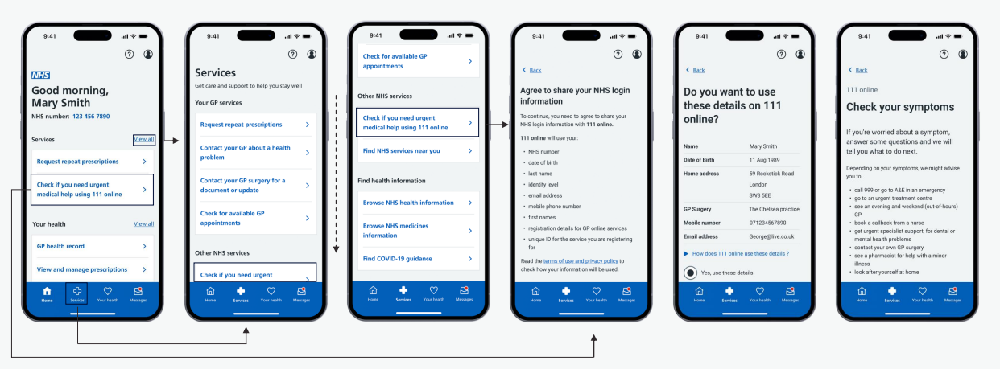 9:41
NHS
Good morning,
Mary Smith
NHS number: 123 456 7890
Services View all
Request repeat prescriptions
Check if you need urgent
medical help using 111 online
Your health View all
GP health record
View and manage prescriptions
Home Services Your health Messages
9:41
Services
Get care and support to help you stay well
Your GP services
Request repeat prescriptions
Contact your GP about a health
problem
Contact your GP surgery for a
document or update
Check for available GP
appointments
Other NHS services
Check if you need urgent
Home Services Your health Messages
9:41
Check for available GP
appointments
Other NHS services
Check if you need urgent
medical help using 111 online
Find NHS services near you
Find health information
Browse NHS health information
Browse NHS medicines
information
Find COVID-19 guidance
Home Services Your health Messages
9:41
Back
Agree to share your NHS login
information
To continue, you need to agree to share your
NHS login information with 111 online.
111 online will use your:
• NHS number
• date of birth
• last name
• identity level
• email address
• mobile phone number
• first names
• registration details for GP online services
• unique ID for the service you are registering
for
Read the terms of use and privacy policy to
check how your information will be used.
Home Services Your health Messages
9:41
Back
Do you want to use
these details on 111
online?
Name Mary Smith
Date of Birth 11 Aug 1989
Home address 59 Rockstick Road
London
SW3 5EE
GP Surgery The Chelsea practice
Mobile number 071234567890
Email address George@live.co.uk
How does 111 online use these details ?
Yes, use these details
Home Services Your health Messages
9:41
Back
111 online
Check your symptoms
If you're worried about a symptom,
answer some questions and we will
tell you what to do next.
Depending on your symptoms, we might advise
you to:
• call 999 or go to A&E in an emergency
• go to an urgent treatment centre
• see an evening and weekend (out-of-hours)
GP
• book a callback from a nurse
• get urgent specialist support, for dental or
mental health problems
• contact your own GP surgery
• see a pharmacist for help with a minor
illness
• look after yourself at home
Home Services Your health Messages